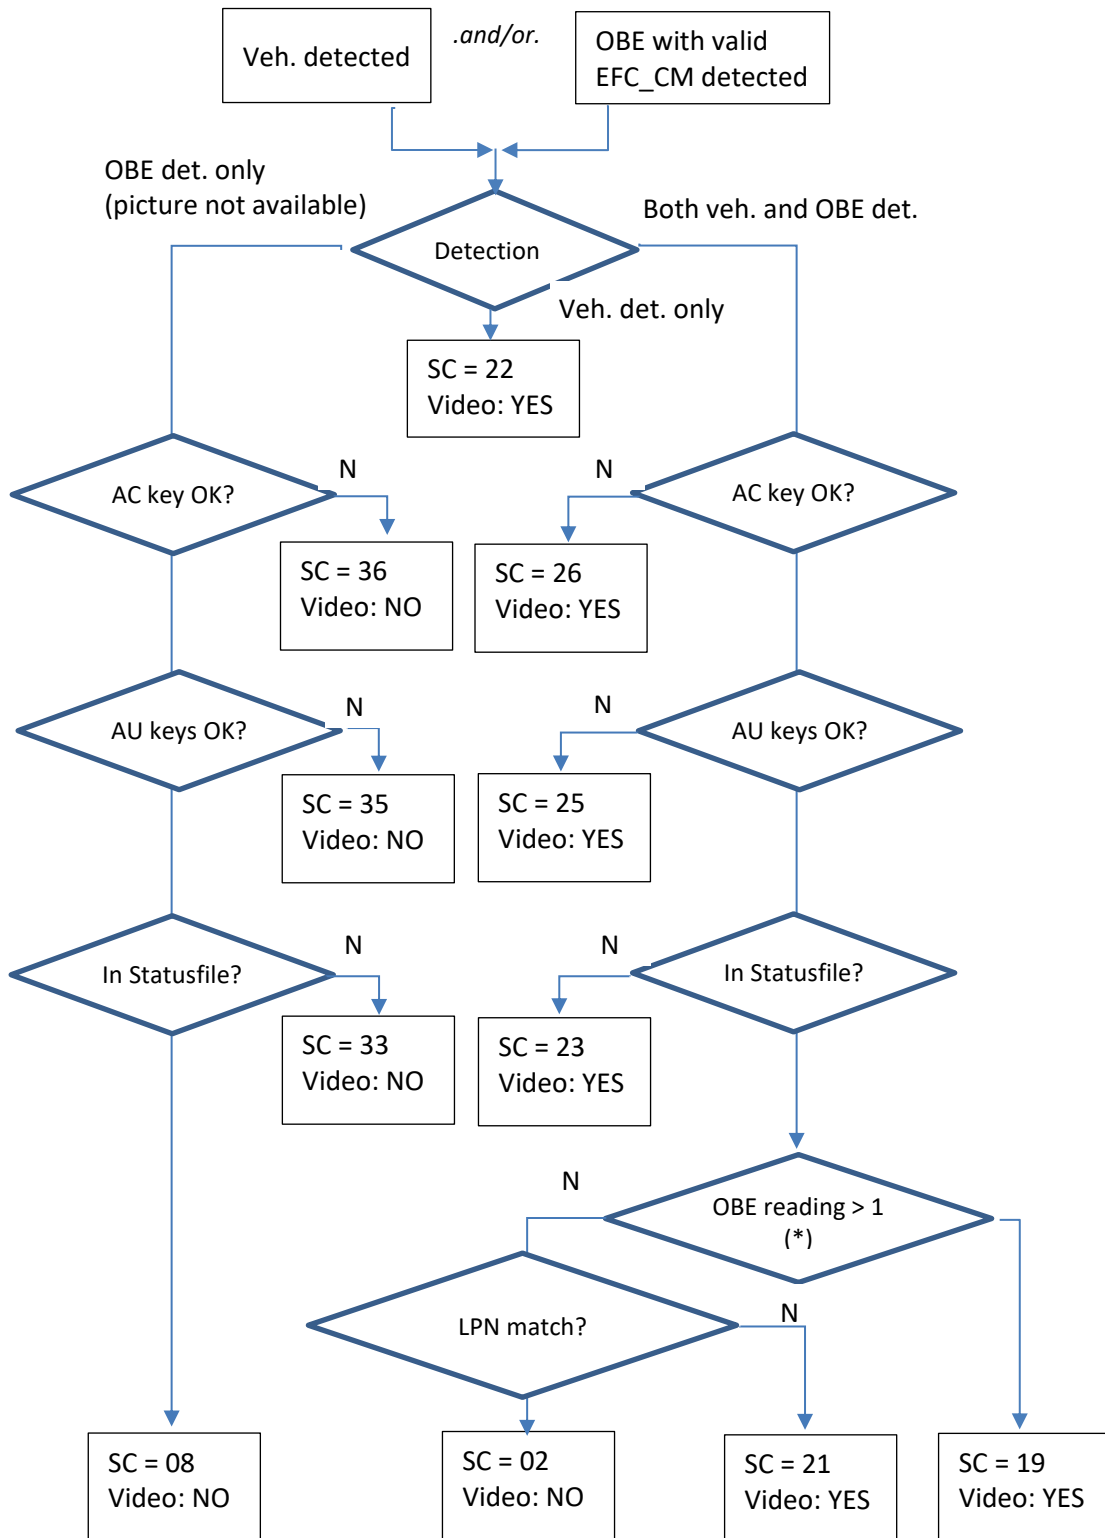 Veh. detected
.and/or.
OBE with valid
EFC_CM detected
OBE det. only
(picture not available)
Both veh. and OBE det.
Detection
Veh. det. only
SC = 22
Video: YES
AC key OK?
N
N
AC key OK?
SC = 36
Video: NO
SC = 26
Video: YES
AU keys OK?
N
N
AU keys OK?
SC = 35
Video: NO
SC = 25
Video: YES
In Statusfile?
N
N
In Statusfile?
SC = 33
Video: NO
SC = 23
Video: YES
N
OBE reading > 1
(*)
LPN match?
N
SC = 08
Video: NO
SC = 02
Video: NO
SC = 21
Video: YES
SC = 19
Video: YES